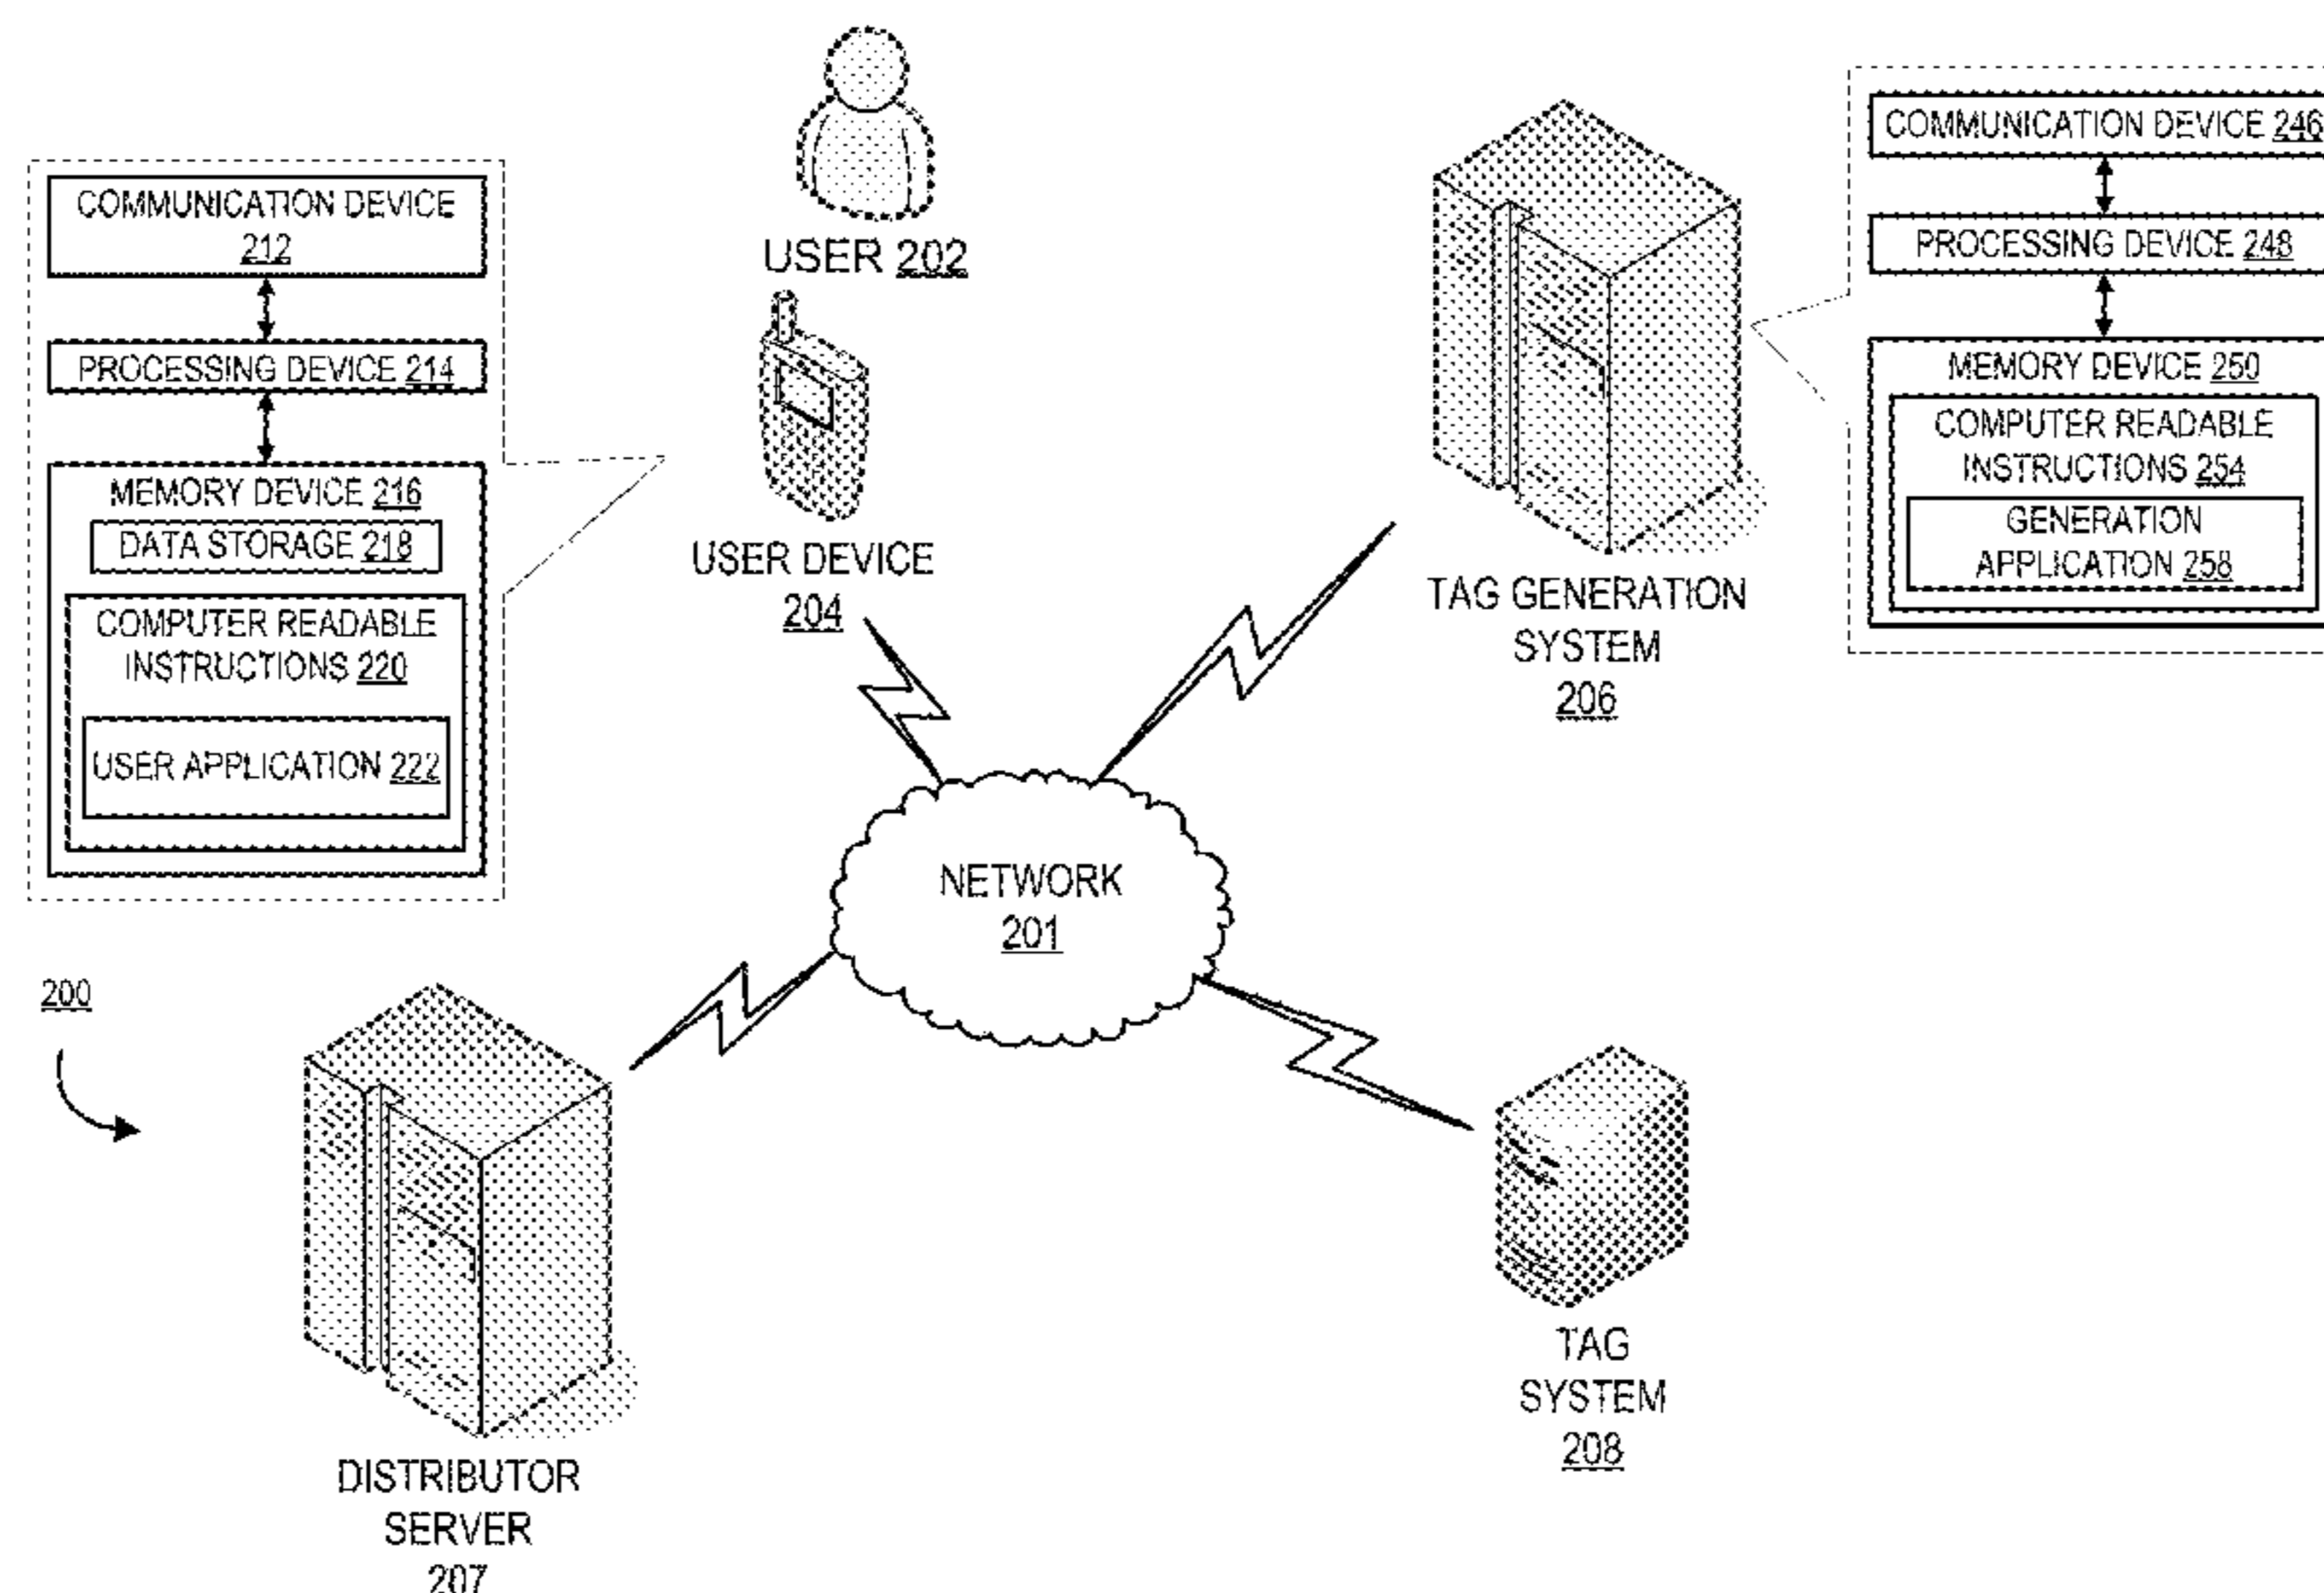 USER 202
COMMUNICATION DEVICE
212
PROCESSING DEVICE 214
MEMORY DEVICE 216
DATA STORAGE 218
COMPUTER READABLE
INSTRUCTIONS 220
USER APPLICATION 222
USER DEVICE
204
TAG GENERATION
SYSTEM
206
COMMUNICATION DEVICE 246
PROCESSING DEVICE 248
MEMORY DEVICE 250
COMPUTER READABLE
INSTRUCTIONS 254
GENERATION
APPLICATION 258
NETWORK
201
200
DISTRIBUTOR
SERVER
207
TAG
SYSTEM
208